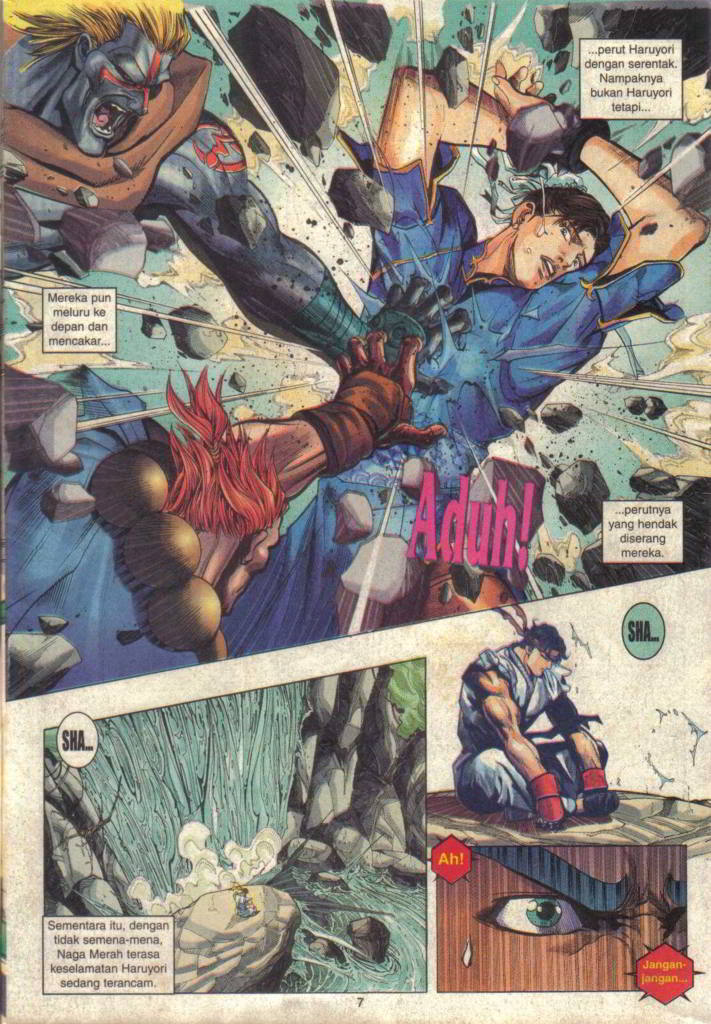 Mereka pun
meluru ke
depan dan
mencakar...
...perut Haruyori
dengan serentak.
Nampaknya
bukan Haruyori
tetapi...
...perutnya
yang hendak
diserang
mereka.
Aduh!
SHA...
Sementara itu, dengan
tidak semena-mena,
Naga Merah terasa
keselamatan Haruyori
sedang terancam.
SHA...
Ah!
Jangan-
jangan...
7